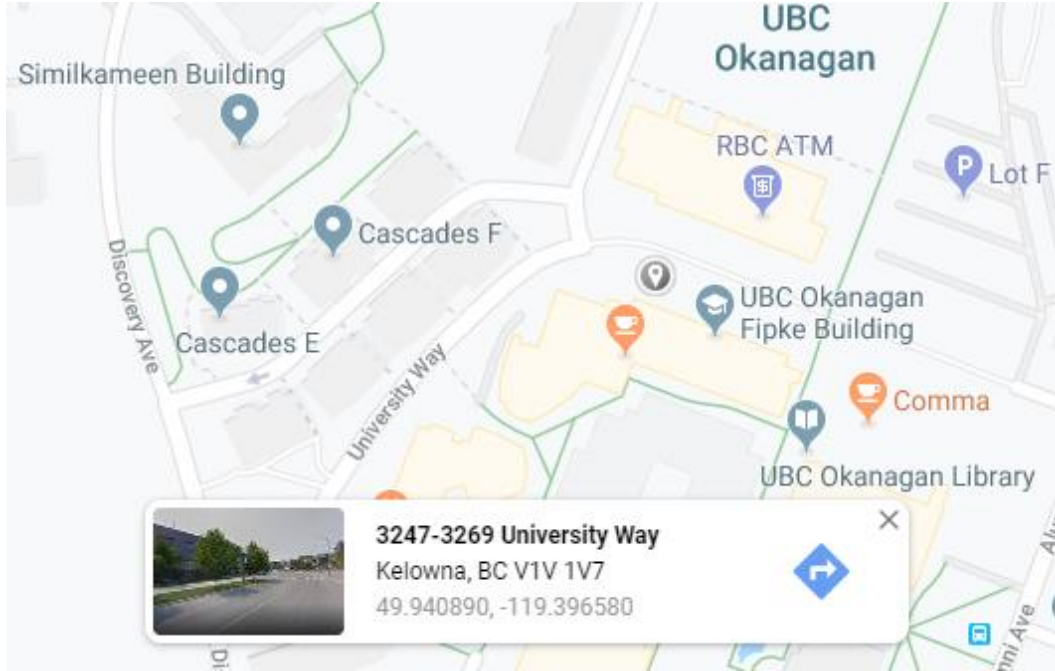 UBC
Okanagan
Similkameen Building
RBC ATM
P
Lot F
$
Cascades F
Discovery Ave
UBC Okanagan
Fipke Building
Cascades E
University Way
Comma
UBC Okanagan Library
3247-3269 University Way
Kelowna, BC V1V 1V7
49.940890, -119.396580